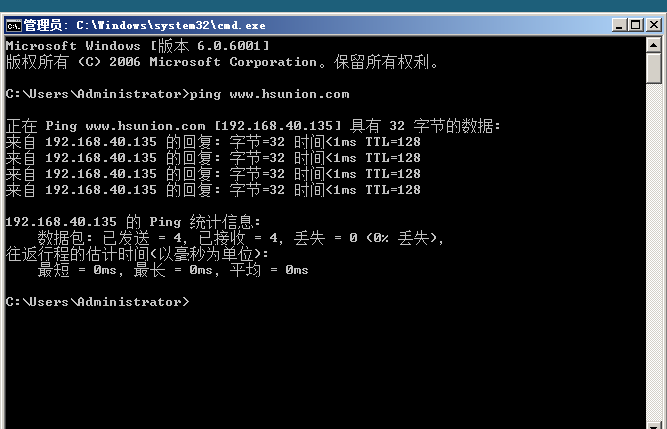 管理员: C:\Windows\system32\cmd.exe
Microsoft Windows [版本 6.0.6001]
版权所有 (C) 2006 Microsoft Corporation。保留所有权利。
C:\Users\Administrator>ping www.hsunion.com
正在 Ping www.hsunion.com [192.168.40.135] 具有 32 字节的数据:
来自 192.168.40.135 的回复: 字节=32 时间<1ms TTL=128
来自 192.168.40.135 的回复: 字节=32 时间<1ms TTL=128
来自 192.168.40.135 的回复: 字节=32 时间<1ms TTL=128
来自 192.168.40.135 的回复: 字节=32 时间<1ms TTL=128
192.168.40.135 的 Ping 统计信息:
数据包: 已发送 = 4, 已接收 = 4, 丢失 = 0 (0% 丢失),
往返行程的估计时间(以毫秒为单位):
最短 = 0ms, 最长 = 0ms, 平均 = 0ms
C:\Users\Administrator>